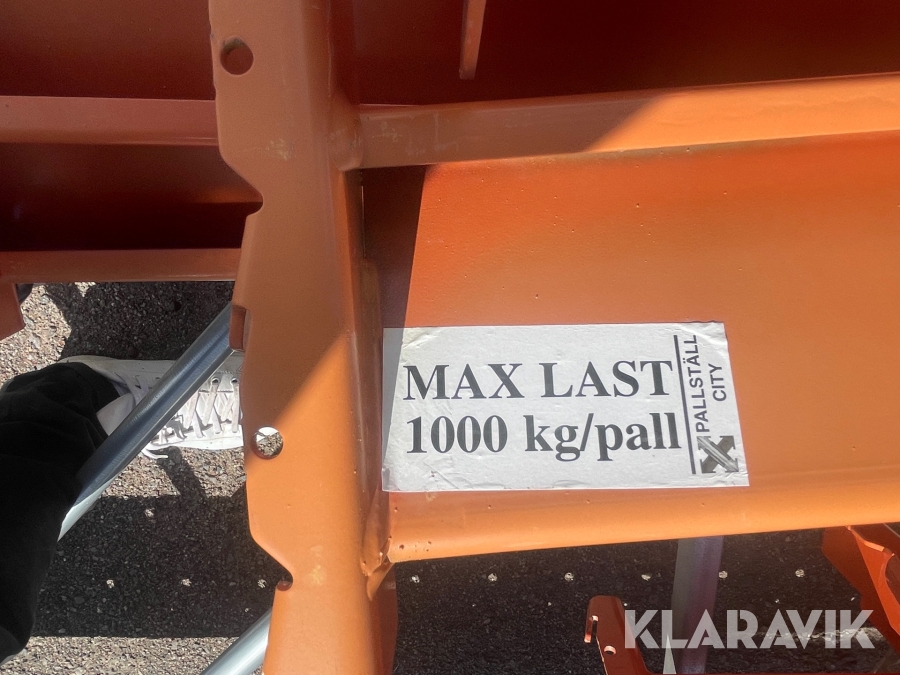 MAX LAST
1000 kg/pall
PALLSTÄLL
CITY
KLARAVIK